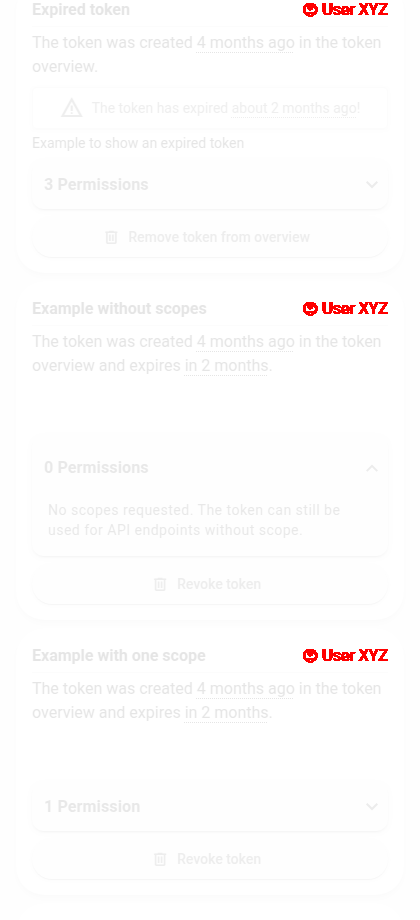 Expired token
User XYZ
The token was created 4 months ago in the token
overview.
The token has expired about 2 months ago!
Example to show an expired token
3 Permissions
Remove token from overview
Example without scopes
User XYZ
The token was created 4 months ago in the token
overview and expires in 2 months.
0 Permissions
No scopes requested. The token can still be
used for API endpoints without scope.
Revoke token
Example with one scope
User XYZ
The token was created 4 months ago in the token
overview and expires in 2 months.
1 Permission
Revoke token